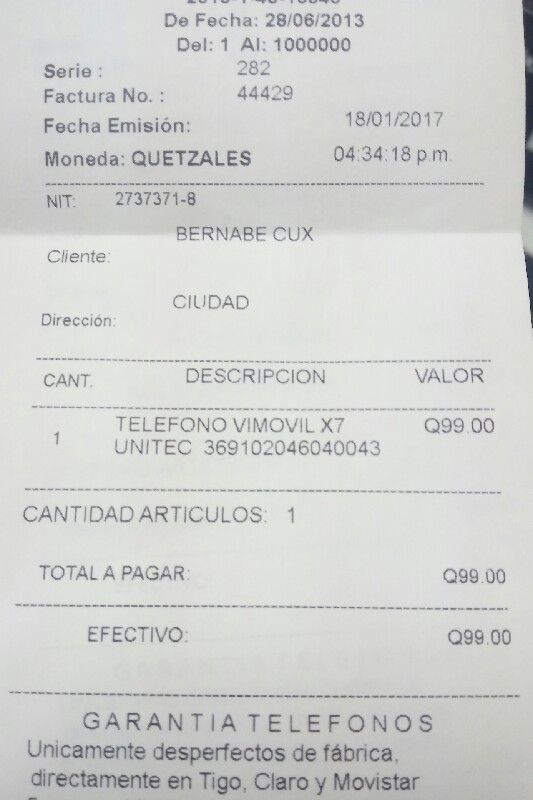 De Fecha: 28/06/2013
Del: 1 Al: 1000000
Serie : 282
Factura No. : 44429
Fecha Emisión: 18/01/2017
Moneda: QUETZALES 04:34:18 p.m.
NIT: 2737371-8
BERNABE CUX
Cliente:
CIUDAD
Dirección:
CANT. DESCRIPCION VALOR
1 TELEFONO VIMOVIL X7 Q99.00
UNITEC 369102046040043
CANTIDAD ARTICULOS: 1
TOTAL A PAGAR: Q99.00
EFECTIVO: Q99.00
GARANTIA TELEFONOS
Unicamente desperfectos de fábrica,
directamente en Tigo, Claro y Movistar